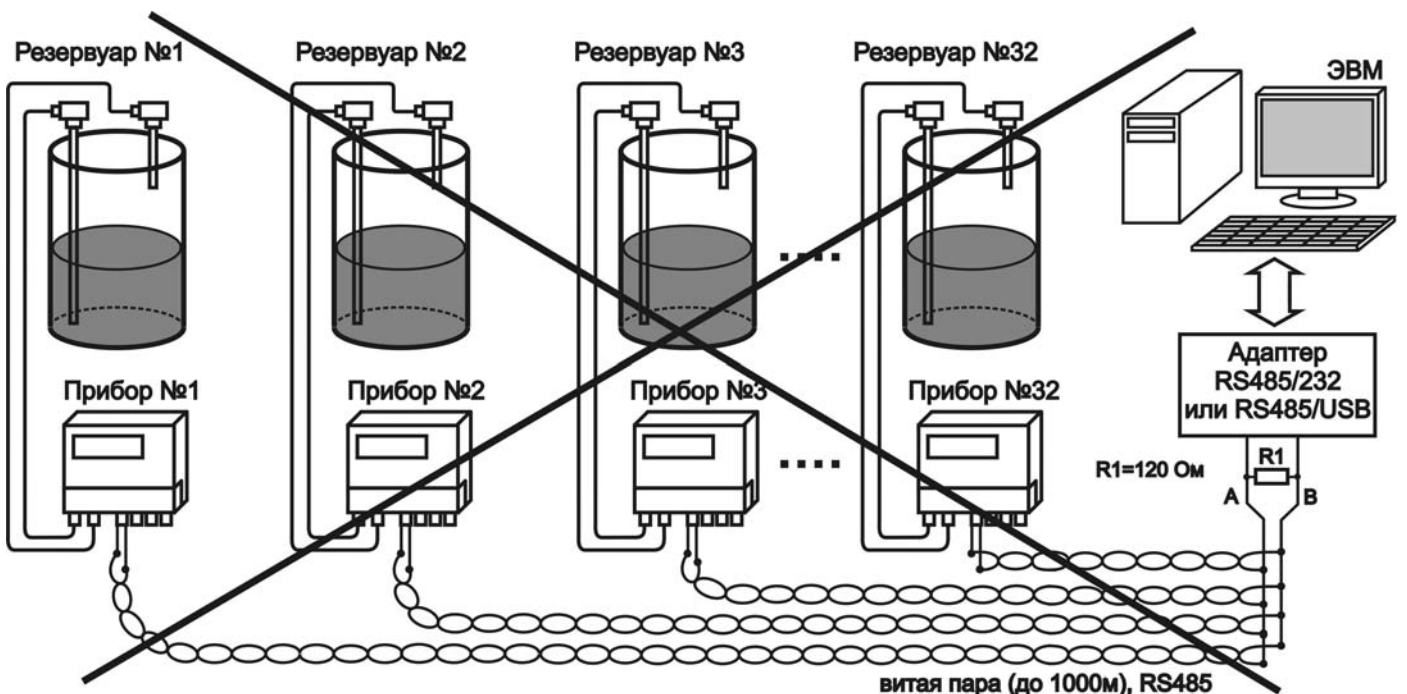 Резервуар №1
Резервуар №2
Резервуар №3
Резервуар №32
ЭВМ
Прибор №1
Прибор №2
Прибор №3
Прибор №32
Адаптер
RS485/232
или RS485/USB
R1=120 Ом
R1
A
B
витая пара (до 1000м), RS485